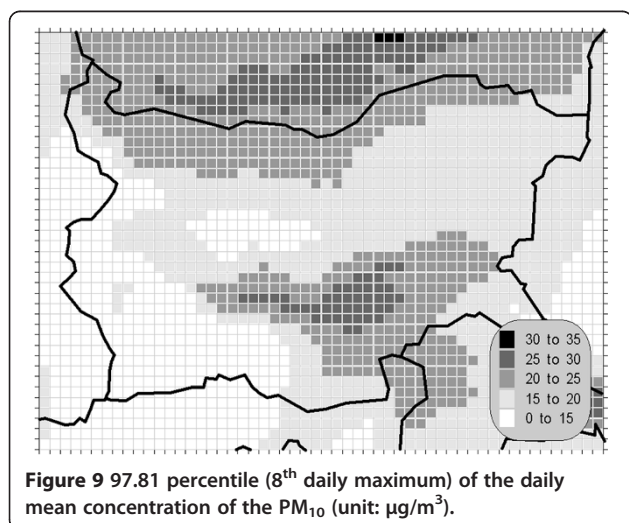 30 to 35
25 to 30
20 to 25
15 to 20
0 to 15
Figure 9 97.81 percentile (8th daily maximum) of the daily
mean concentration of the PM10 (unit: μg/m3).